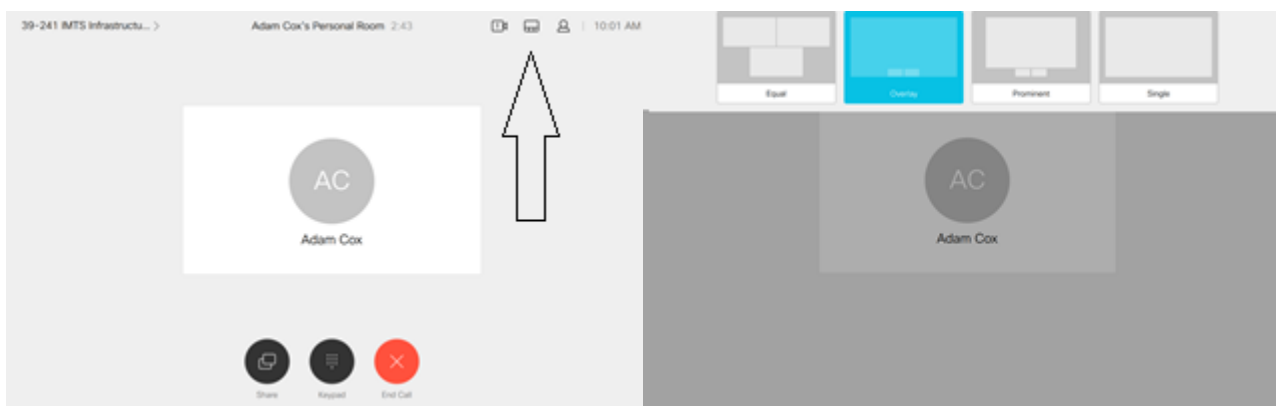 39-241 IMTS Infrastructu... >
Adam Cox's Personal Room 2:43
10:01 AM
AC
Adam Cox
Share
Keypad
End Call
Equal
Overlay
Prominent
Single
AC
Adam Cox